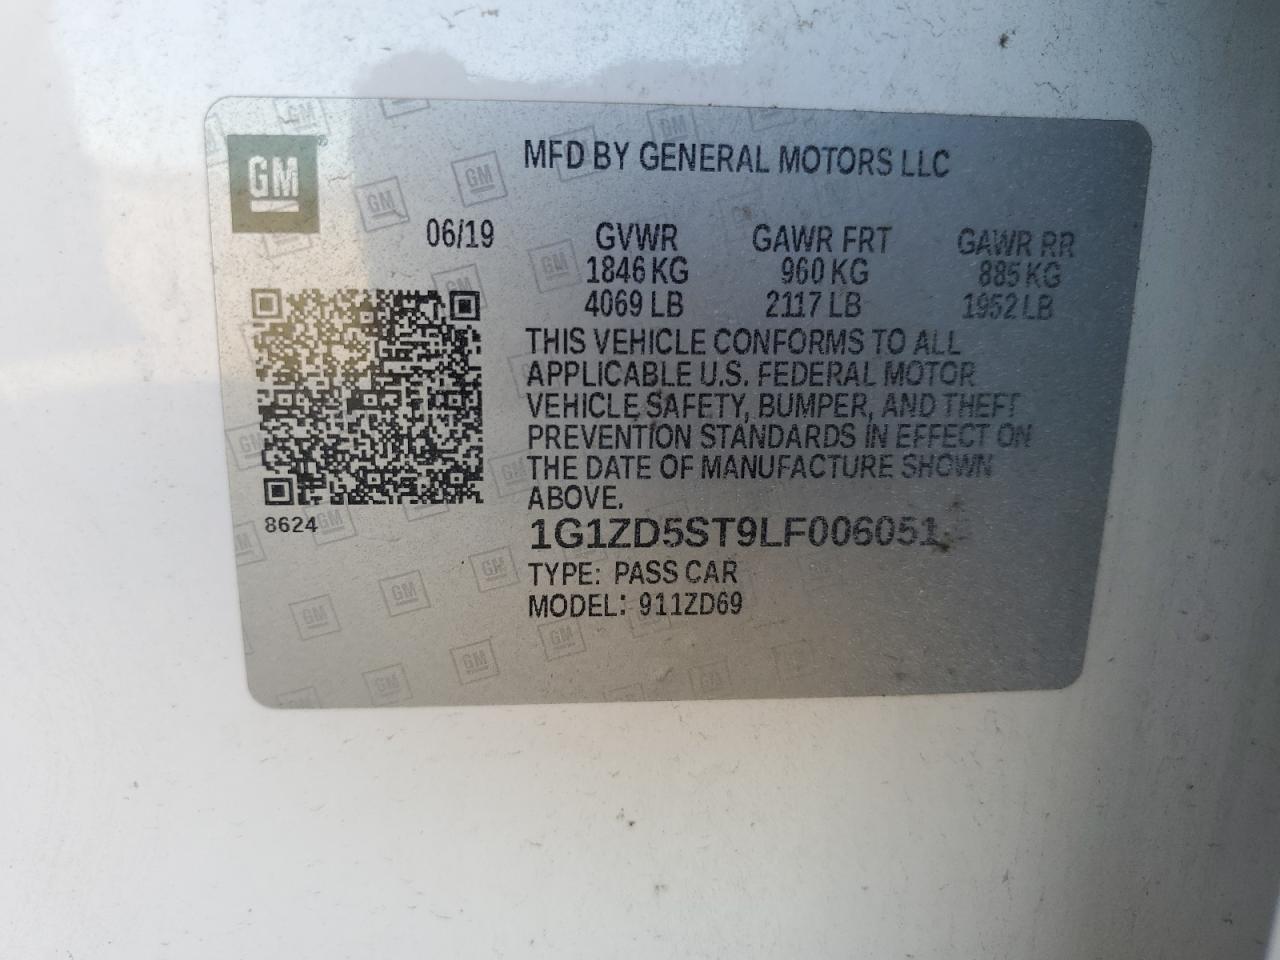 GM
MFD BY GENERAL MOTORS LLC
06/19 GVWR GAWR FRT GAWR RR
1846 KG 960 KG 885 KG
4069 LB 2117 LB 1952 LB
THIS VEHICLE CONFORMS TO ALL
APPLICABLE U.S. FEDERAL MOTOR
VEHICLE SAFETY, BUMPER, AND THEFT
PREVENTION STANDARDS IN EFFECT ON
THE DATE OF MANUFACTURE SHOWN
ABOVE.
8624
1G1ZD5ST9LF006051
TYPE: PASS CAR
MODEL: 911ZD69